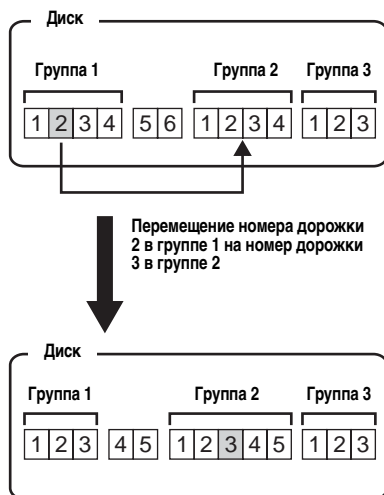 Диск
Группа 1 Группа 2 Группа 3
1 2 3 4 5 6 1 2 3 4 1 2 3
Перемещение номера дорожки
2 в группе 1 на номер дорожки
3 в группе 2
Диск
Группа 1 Группа 2 Группа 3
1 2 3 4 5 1 2 3 4 5 1 2 3